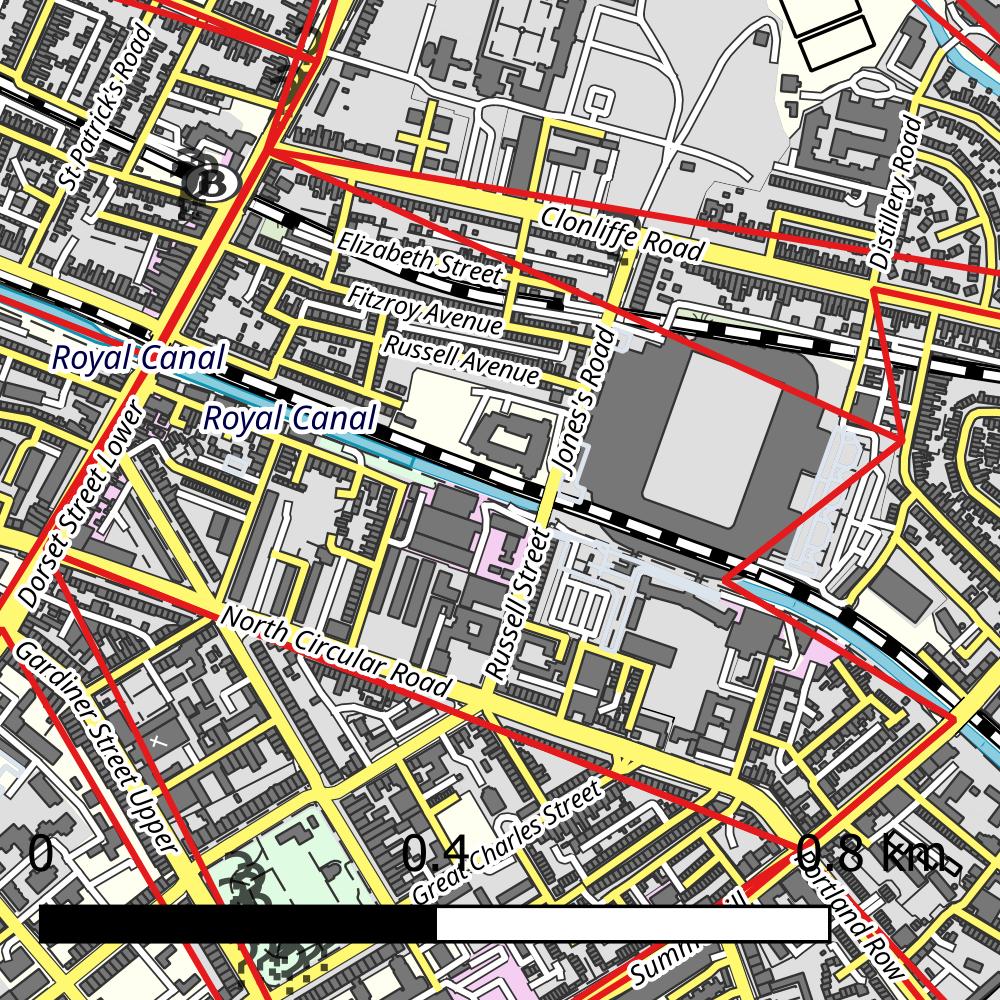 St Patrick's Road
B
Distillery Road
Clonliffe Road
Elizabeth Street
Fitzroy Avenue
Russell Avenue
Royal Canal
Royal Canal
Jones's Road
Dorset Street Lower
Russell Street
North Circular Road
Gardiner Street Upper
Great Charles Street
0 0.4 0.8 km
Portland Row